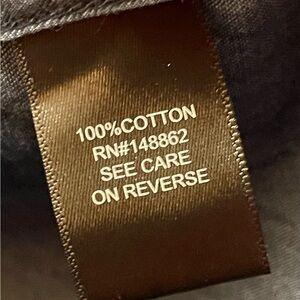 100%COTTON
RN#148862
SEE CARE
ON REVERSE